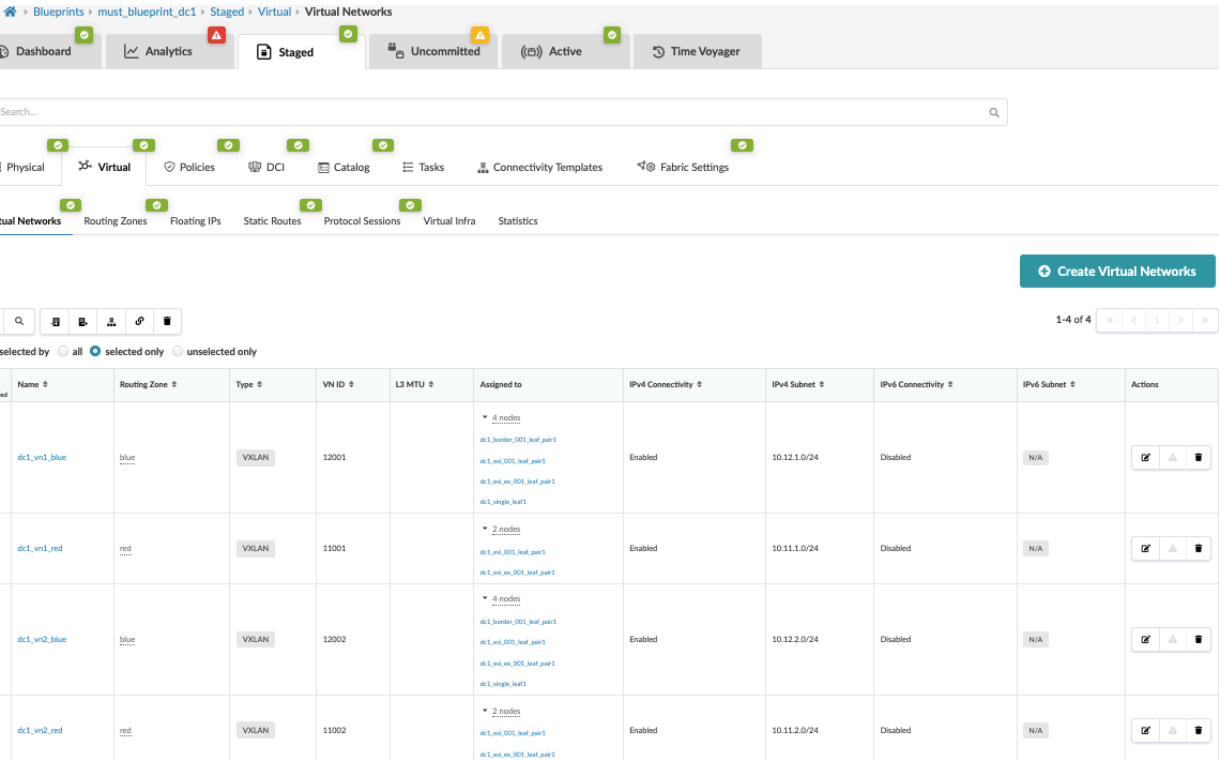 Blueprints › must_blueprint_dc1 › Staged › Virtual › Virtual Networks
Dashboard Analytics Staged Uncommitted Active Time Voyager
Search...
Physical Virtual Policies DCI Catalog Tasks Connectivity Templates Fabric Settings
tual Networks Routing Zones Floating IPs Static Routes Protocol Sessions Virtual Infra Statistics
Create Virtual Networks
1-4 of 4 « < 1 > »
selected by all selected only unselected only
ed Name Routing Zone Type VN ID L3 MTU Assigned to IPv4 Connectivity IPv4 Subnet IPv6 Connectivity IPv6 Subnet Actions
4 nodes
dc1_border_001_leaf_pair1
dc1_vn1_blue blue VXLAN 12001 dc1_esi_001_leaf_pair1 Enabled 10.12.1.0/24 Disabled N/A
dc1_esi_ex_001_leaf_pair1
dc1_single_leaf1
2 nodes
dc1_vn1_red red VXLAN 11001 dc1_esi_001_leaf_pair1 Enabled 10.11.1.0/24 Disabled N/A
dc1_esi_ex_001_leaf_pair1
4 nodes
dc1_border_001_leaf_pair1
dc1_vn2_blue blue VXLAN 12002 dc1_esi_001_leaf_pair1 Enabled 10.12.2.0/24 Disabled N/A
dc1_esi_ex_001_leaf_pair1
dc1_single_leaf1
2 nodes
dc1_vn2_red red VXLAN 11002 dc1_esi_001_leaf_pair1 Enabled 10.11.2.0/24 Disabled N/A
dc1_esi_ex_001_leaf_pair1